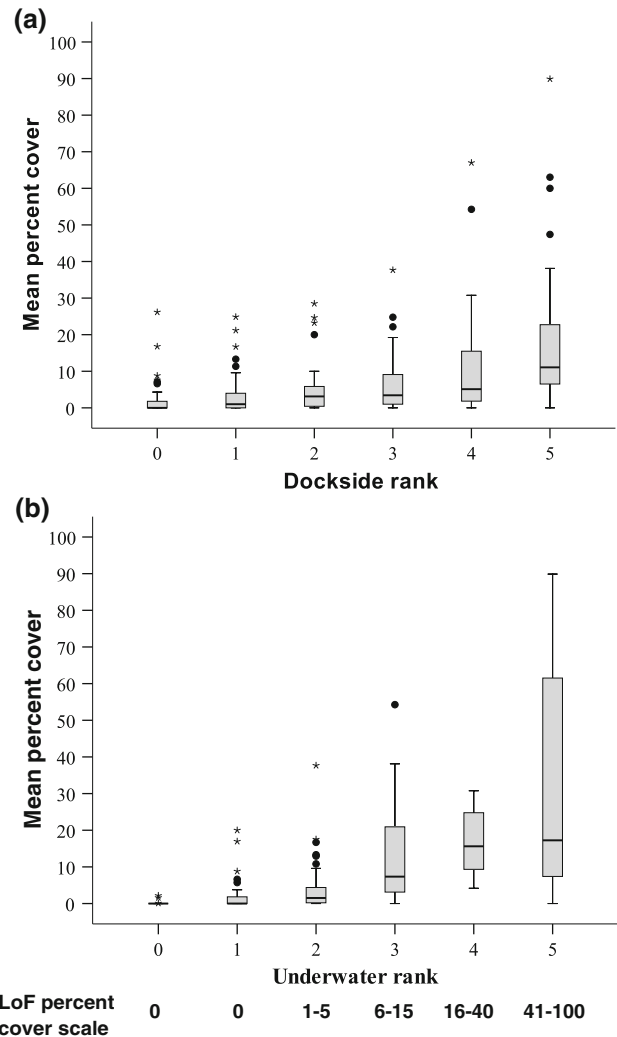 (a)
100
90
80
70
60
50
40
30
20
10
0
Mean percent cover
0 1 2 3 4 5
Dockside rank
(b)
100
90
80
70
60
50
40
30
20
10
0
Mean percent cover
0 1 2 3 4 5
Underwater rank
LoF percent
cover scale
0 0 1-5 6-15 16-40 41-100